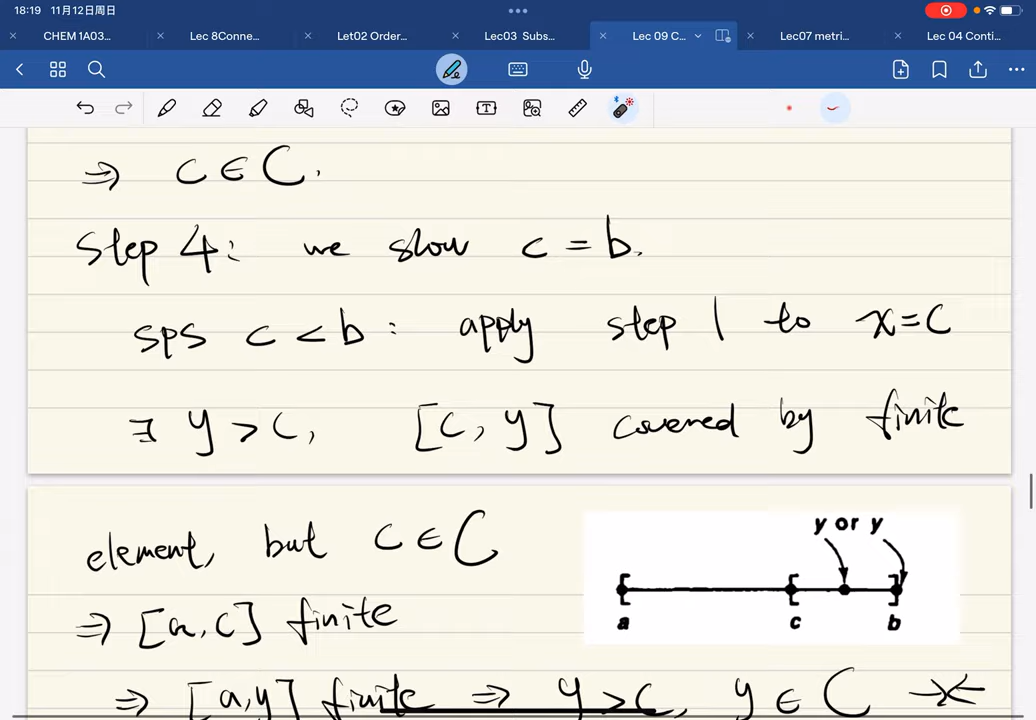 18:19 11月12日周日
CHEM 1A03... Lec 8Conne... Let02 Order... Lec03 Subs... Lec 09 C... Lec07 metri... Lec 04 Conti...
⇒ c ∈ C.
Step 4: we show c = b.
sps c < b: apply step 1 to x=c
∃ y > c, [c, y] covered by finite
element, but c ∈ C
y or y
a c b
⇒ [a, c] finite
⇒ [a, y] finite ⇒ y > c, y ∈ C →←